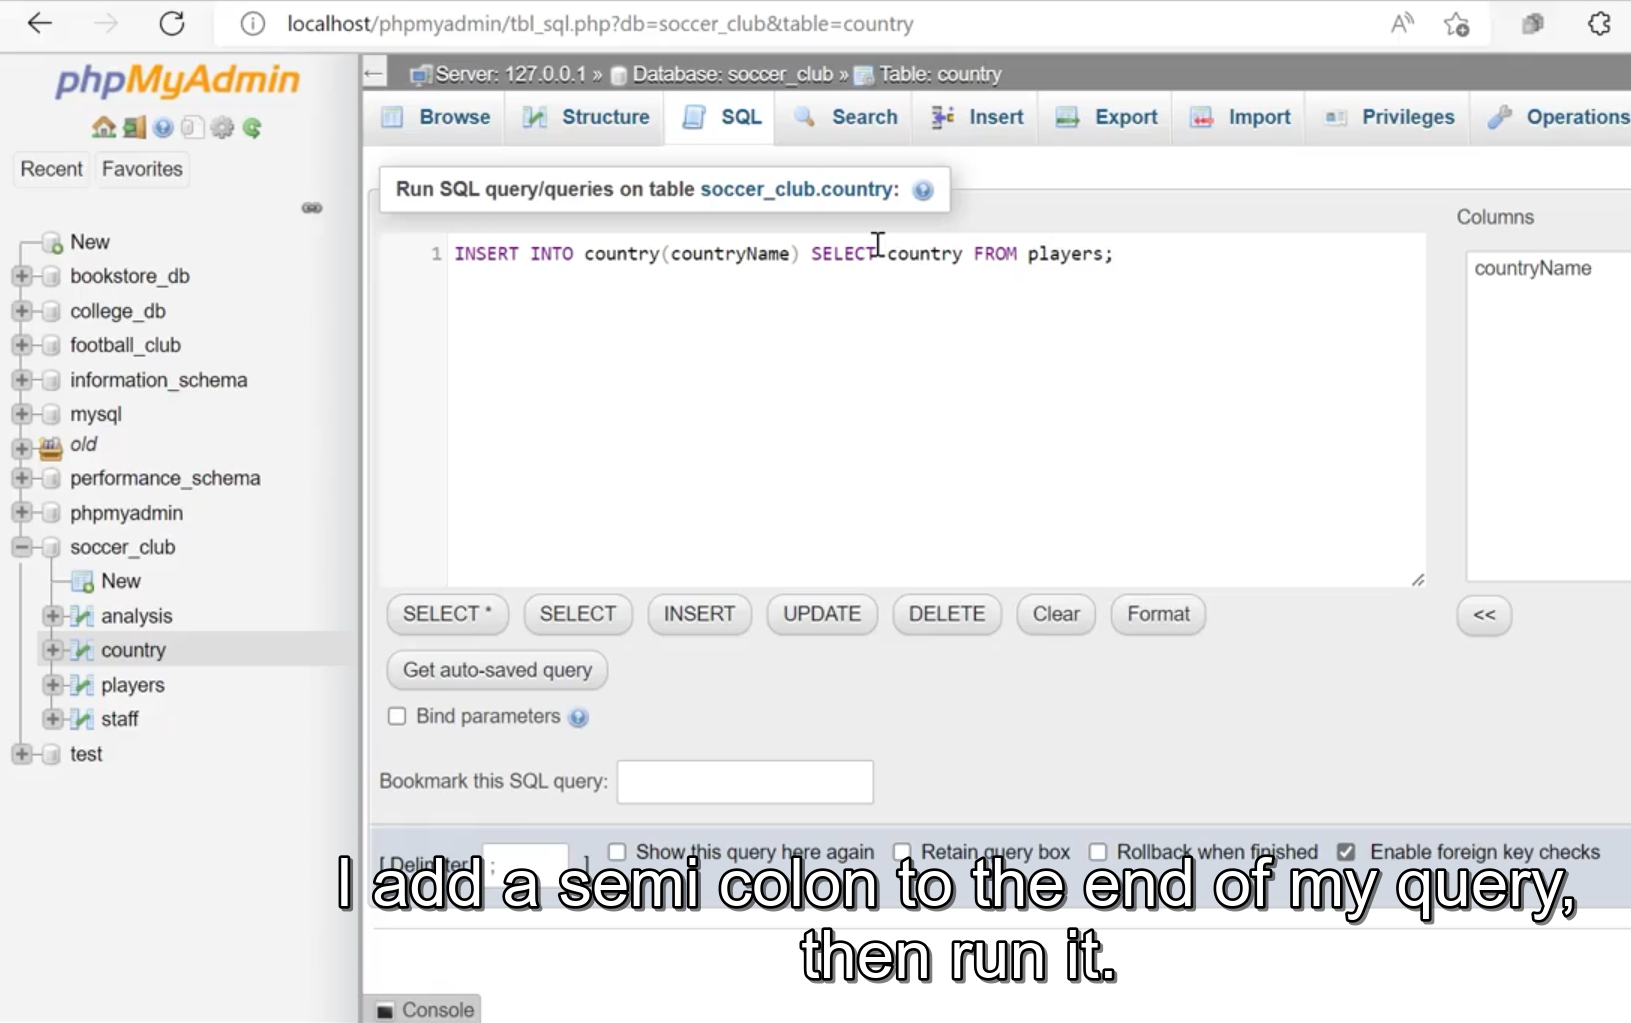 localhost/phpmyadmin/tbl_sql.php?db=soccer_club&table=country
phpMyAdmin
Recent Favorites
New
bookstore_db
college_db
football_club
information_schema
mysql
old
performance_schema
phpmyadmin
soccer_club
New
analysis
country
players
staff
test
Server: 127.0.0.1 » Database: soccer_club » Table: country
Browse Structure SQL Search Insert Export Import Privileges Operations
Run SQL query/queries on table soccer_club.country:
1 INSERT INTO country(countryName) SELECT country FROM players;
Columns
countryName
SELECT * SELECT INSERT UPDATE DELETE Clear Format <<
Get auto-saved query
Bind parameters
Bookmark this SQL query:
[ Delimiter ; ] Show this query here again Retain query box Rollback when finished Enable foreign key checks
I add a semi colon to the end of my query,
then run it.
Console